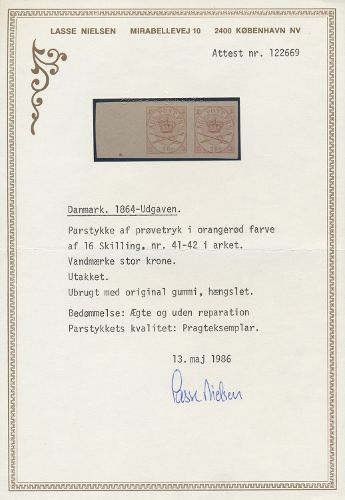 LASSE NIELSEN MIRABELLEVEJ 10 2400 KØBENHAVN NV
Attest nr. 122669
Danmark. 1864-Udgaven.
Parstykke af prøvetryk i orangerød farve
af 16 Skilling, nr. 41-42 i arket.
Vandmærke stor krone.
Utakket.
Ubrugt med original gummi, hængslet.
Bedømmelse: Ægte og uden reparation
Parstykkets kvalitet: Pragteksemplar.
13. maj 1986
Lasse Nielsen